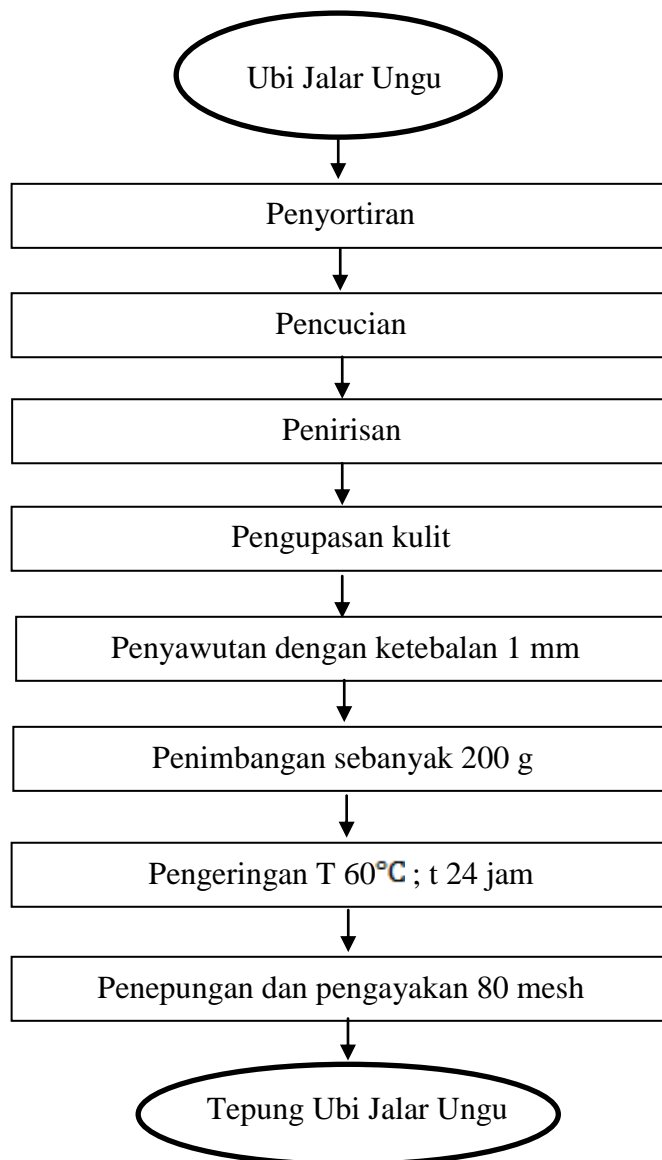 Ubi Jalar Ungu
Penyortiran
Pencucian
Penirisan
Pengupasan kulit
Penyawutan dengan ketebalan 1 mm
Penimbangan sebanyak 200 g
Pengeringan T 60°C ; t 24 jam
Penepungan dan pengayakan 80 mesh
Tepung Ubi Jalar Ungu